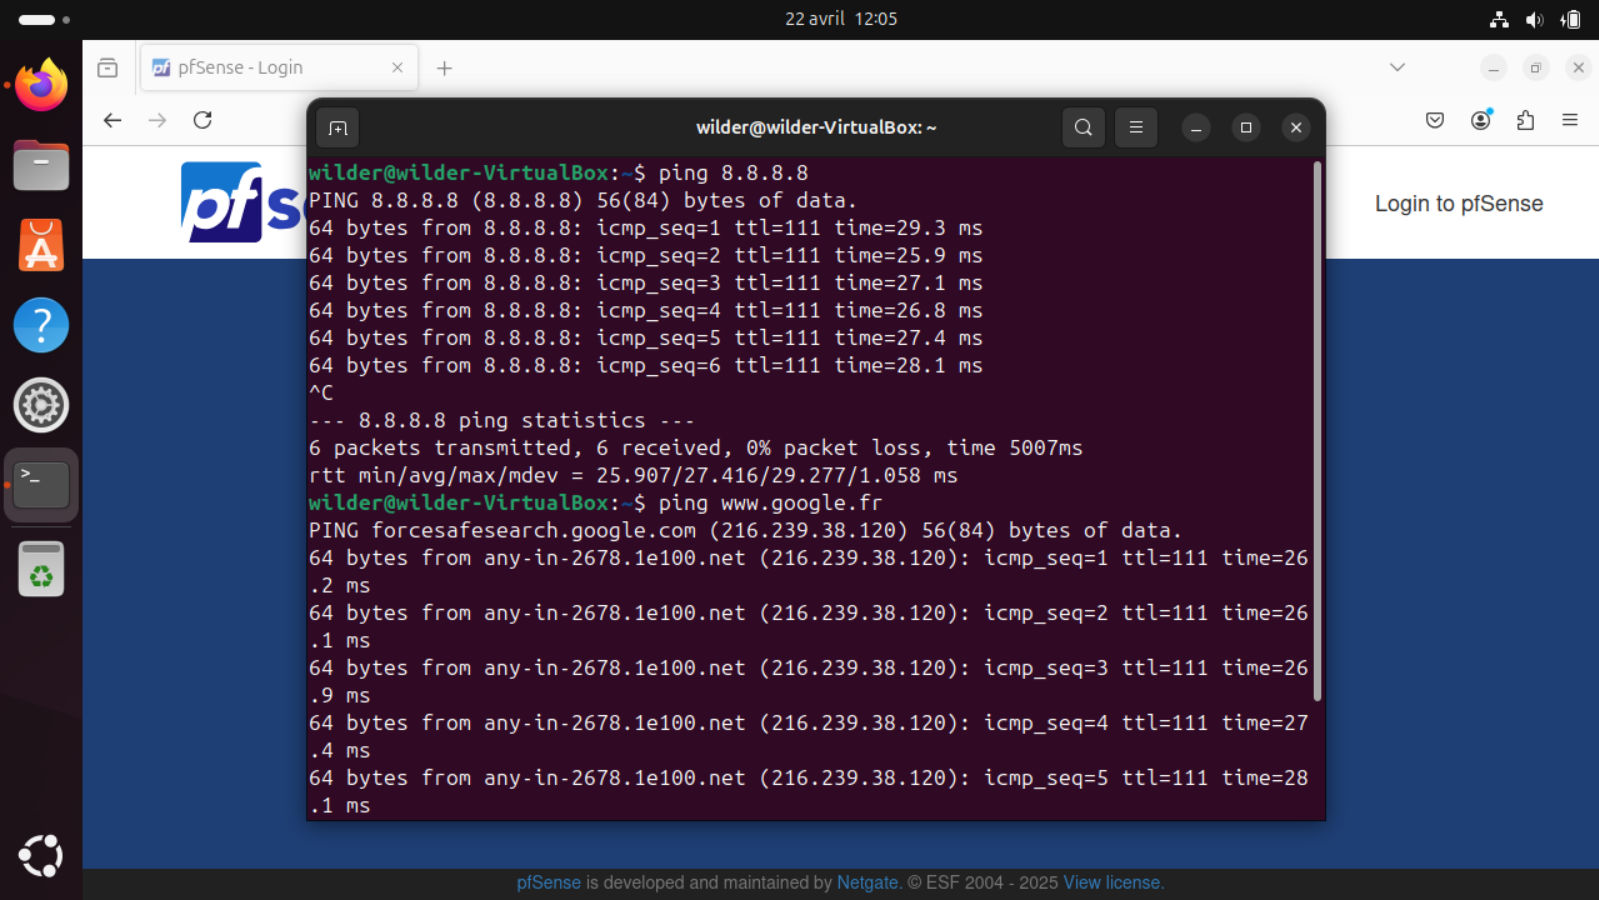 22 avril 12:05
pfSense - Login
pf s
Login to pfSense
wilder@wilder-VirtualBox: ~
wilder@wilder-VirtualBox:~$ ping 8.8.8.8
PING 8.8.8.8 (8.8.8.8) 56(84) bytes of data.
64 bytes from 8.8.8.8: icmp_seq=1 ttl=111 time=29.3 ms
64 bytes from 8.8.8.8: icmp_seq=2 ttl=111 time=25.9 ms
64 bytes from 8.8.8.8: icmp_seq=3 ttl=111 time=27.1 ms
64 bytes from 8.8.8.8: icmp_seq=4 ttl=111 time=26.8 ms
64 bytes from 8.8.8.8: icmp_seq=5 ttl=111 time=27.4 ms
64 bytes from 8.8.8.8: icmp_seq=6 ttl=111 time=28.1 ms
^C
--- 8.8.8.8 ping statistics ---
6 packets transmitted, 6 received, 0% packet loss, time 5007ms
rtt min/avg/max/mdev = 25.907/27.416/29.277/1.058 ms
wilder@wilder-VirtualBox:~$ ping www.google.fr
PING forcesafesearch.google.com (216.239.38.120) 56(84) bytes of data.
64 bytes from any-in-2678.1e100.net (216.239.38.120): icmp_seq=1 ttl=111 time=26
.2 ms
64 bytes from any-in-2678.1e100.net (216.239.38.120): icmp_seq=2 ttl=111 time=26
.1 ms
64 bytes from any-in-2678.1e100.net (216.239.38.120): icmp_seq=3 ttl=111 time=26
.9 ms
64 bytes from any-in-2678.1e100.net (216.239.38.120): icmp_seq=4 ttl=111 time=27
.4 ms
64 bytes from any-in-2678.1e100.net (216.239.38.120): icmp_seq=5 ttl=111 time=28
.1 ms
pfSense is developed and maintained by Netgate. © ESF 2004 - 2025 View license.